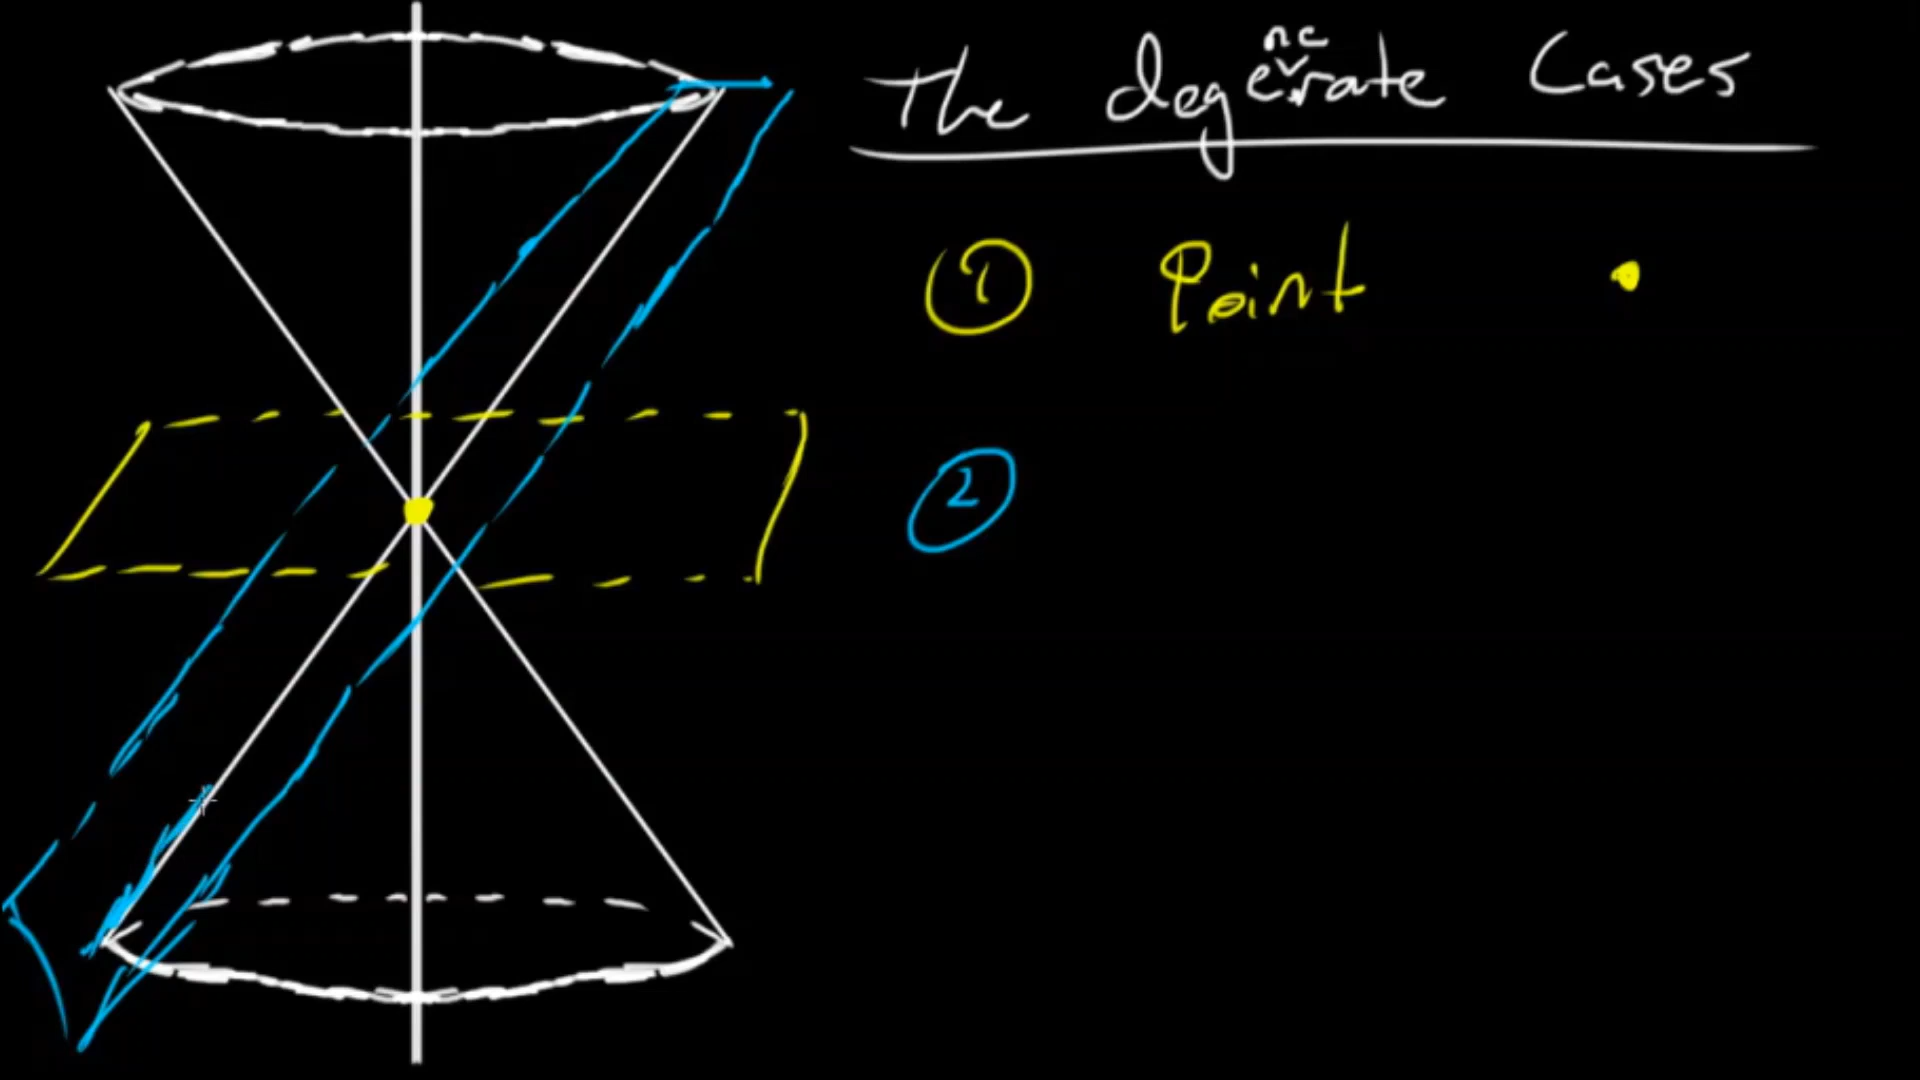 The degenerate Cases
① Point
②